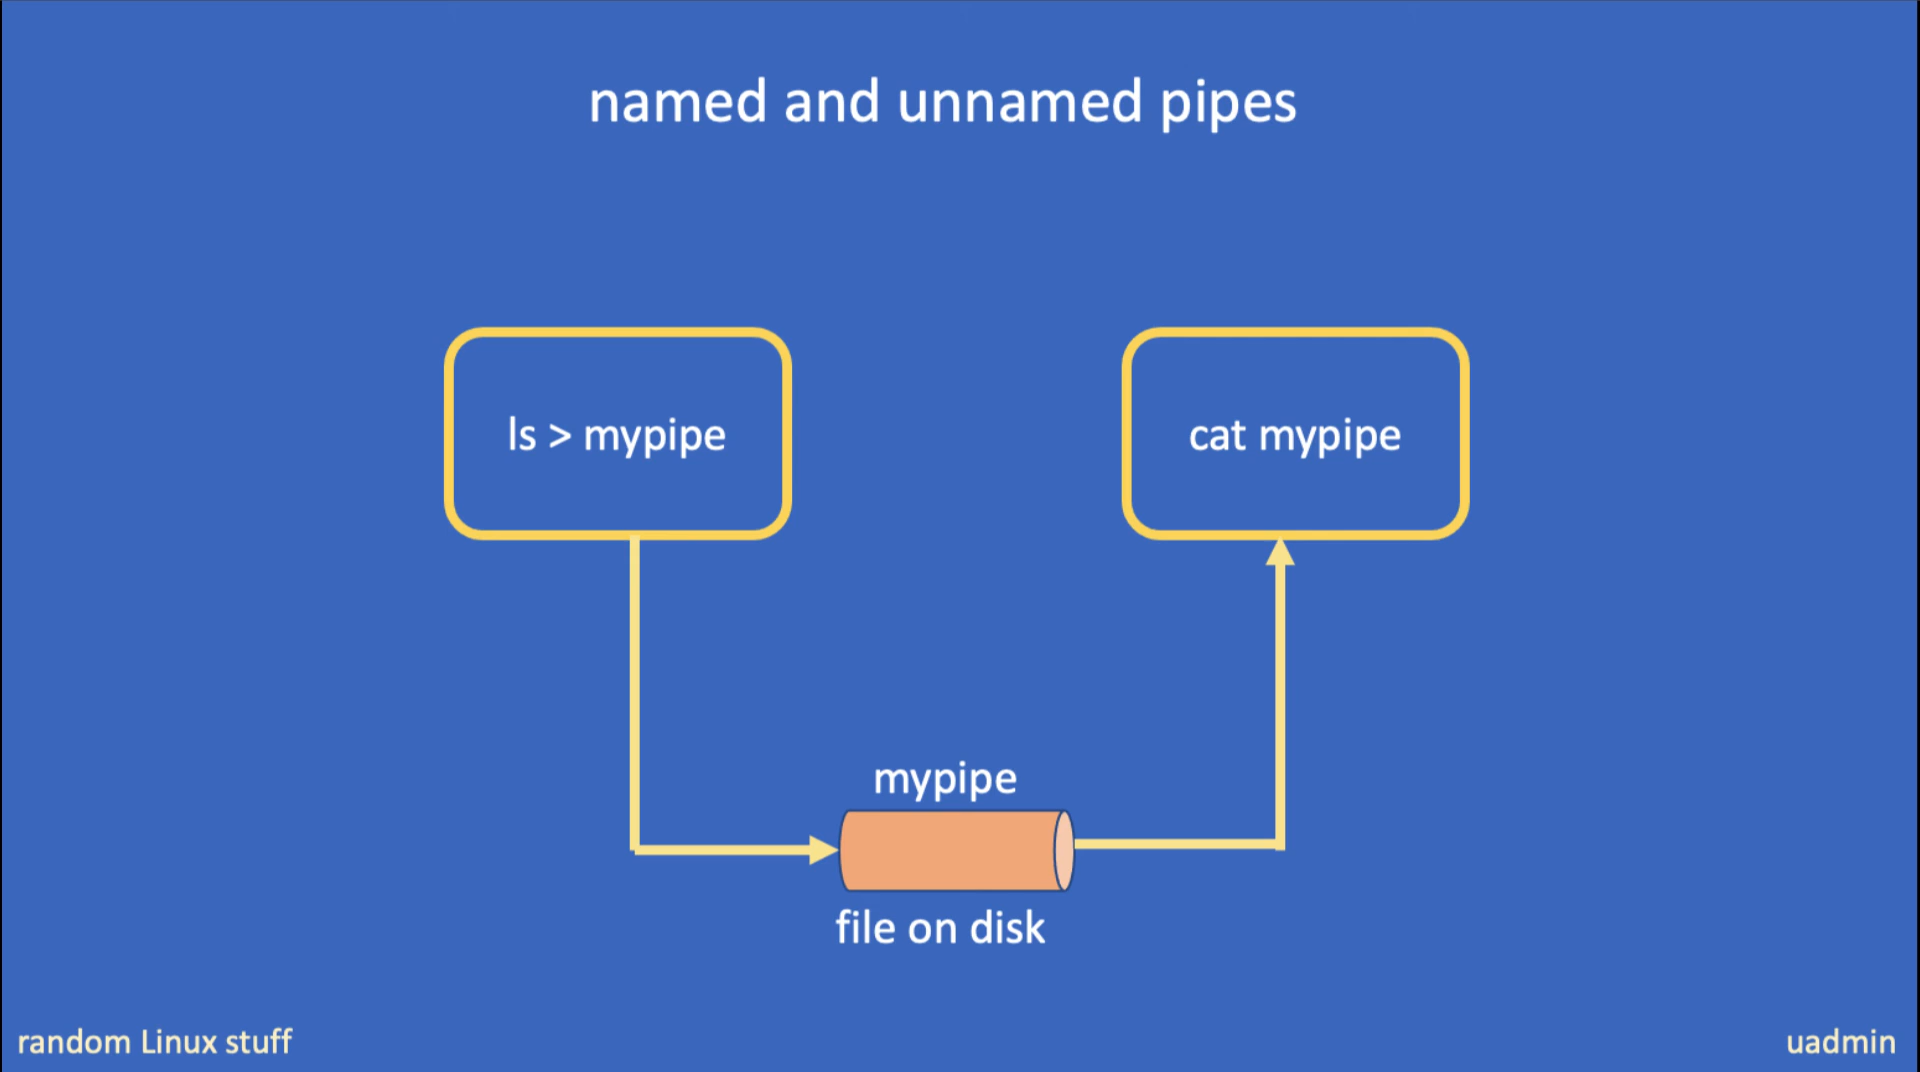 named and unnamed pipes
ls > mypipe
cat mypipe
mypipe
file on disk
random Linux stuff
uadmin